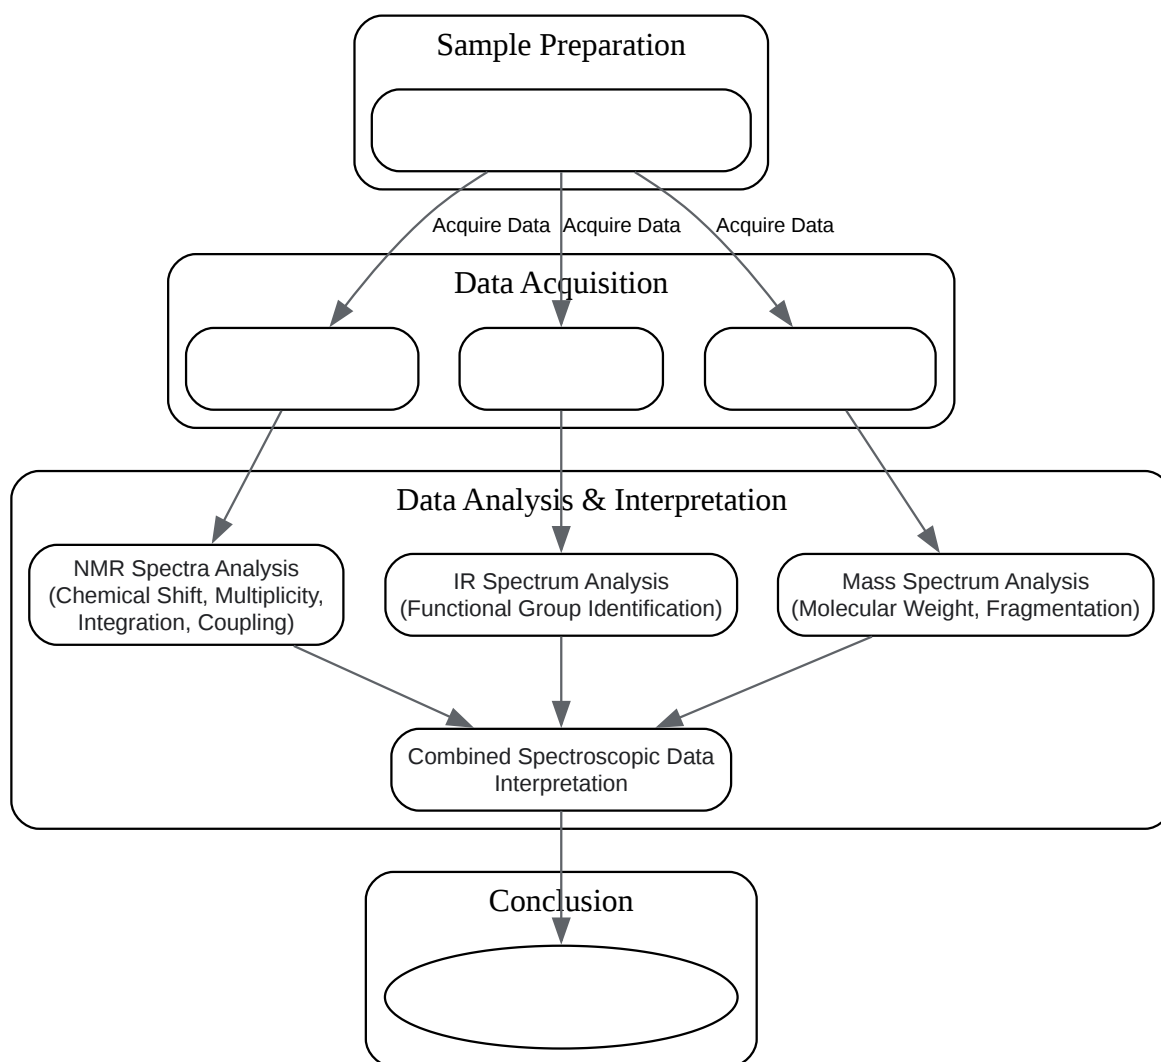 Sample Preparation
Acquire Data
Acquire Data
Acquire Data
Data Acquisition
Data Analysis & Interpretation
NMR Spectra Analysis
(Chemical Shift, Multiplicity,
Integration, Coupling)
IR Spectrum Analysis
(Functional Group Identification)
Mass Spectrum Analysis
(Molecular Weight, Fragmentation)
Combined Spectroscopic Data
Interpretation
Conclusion